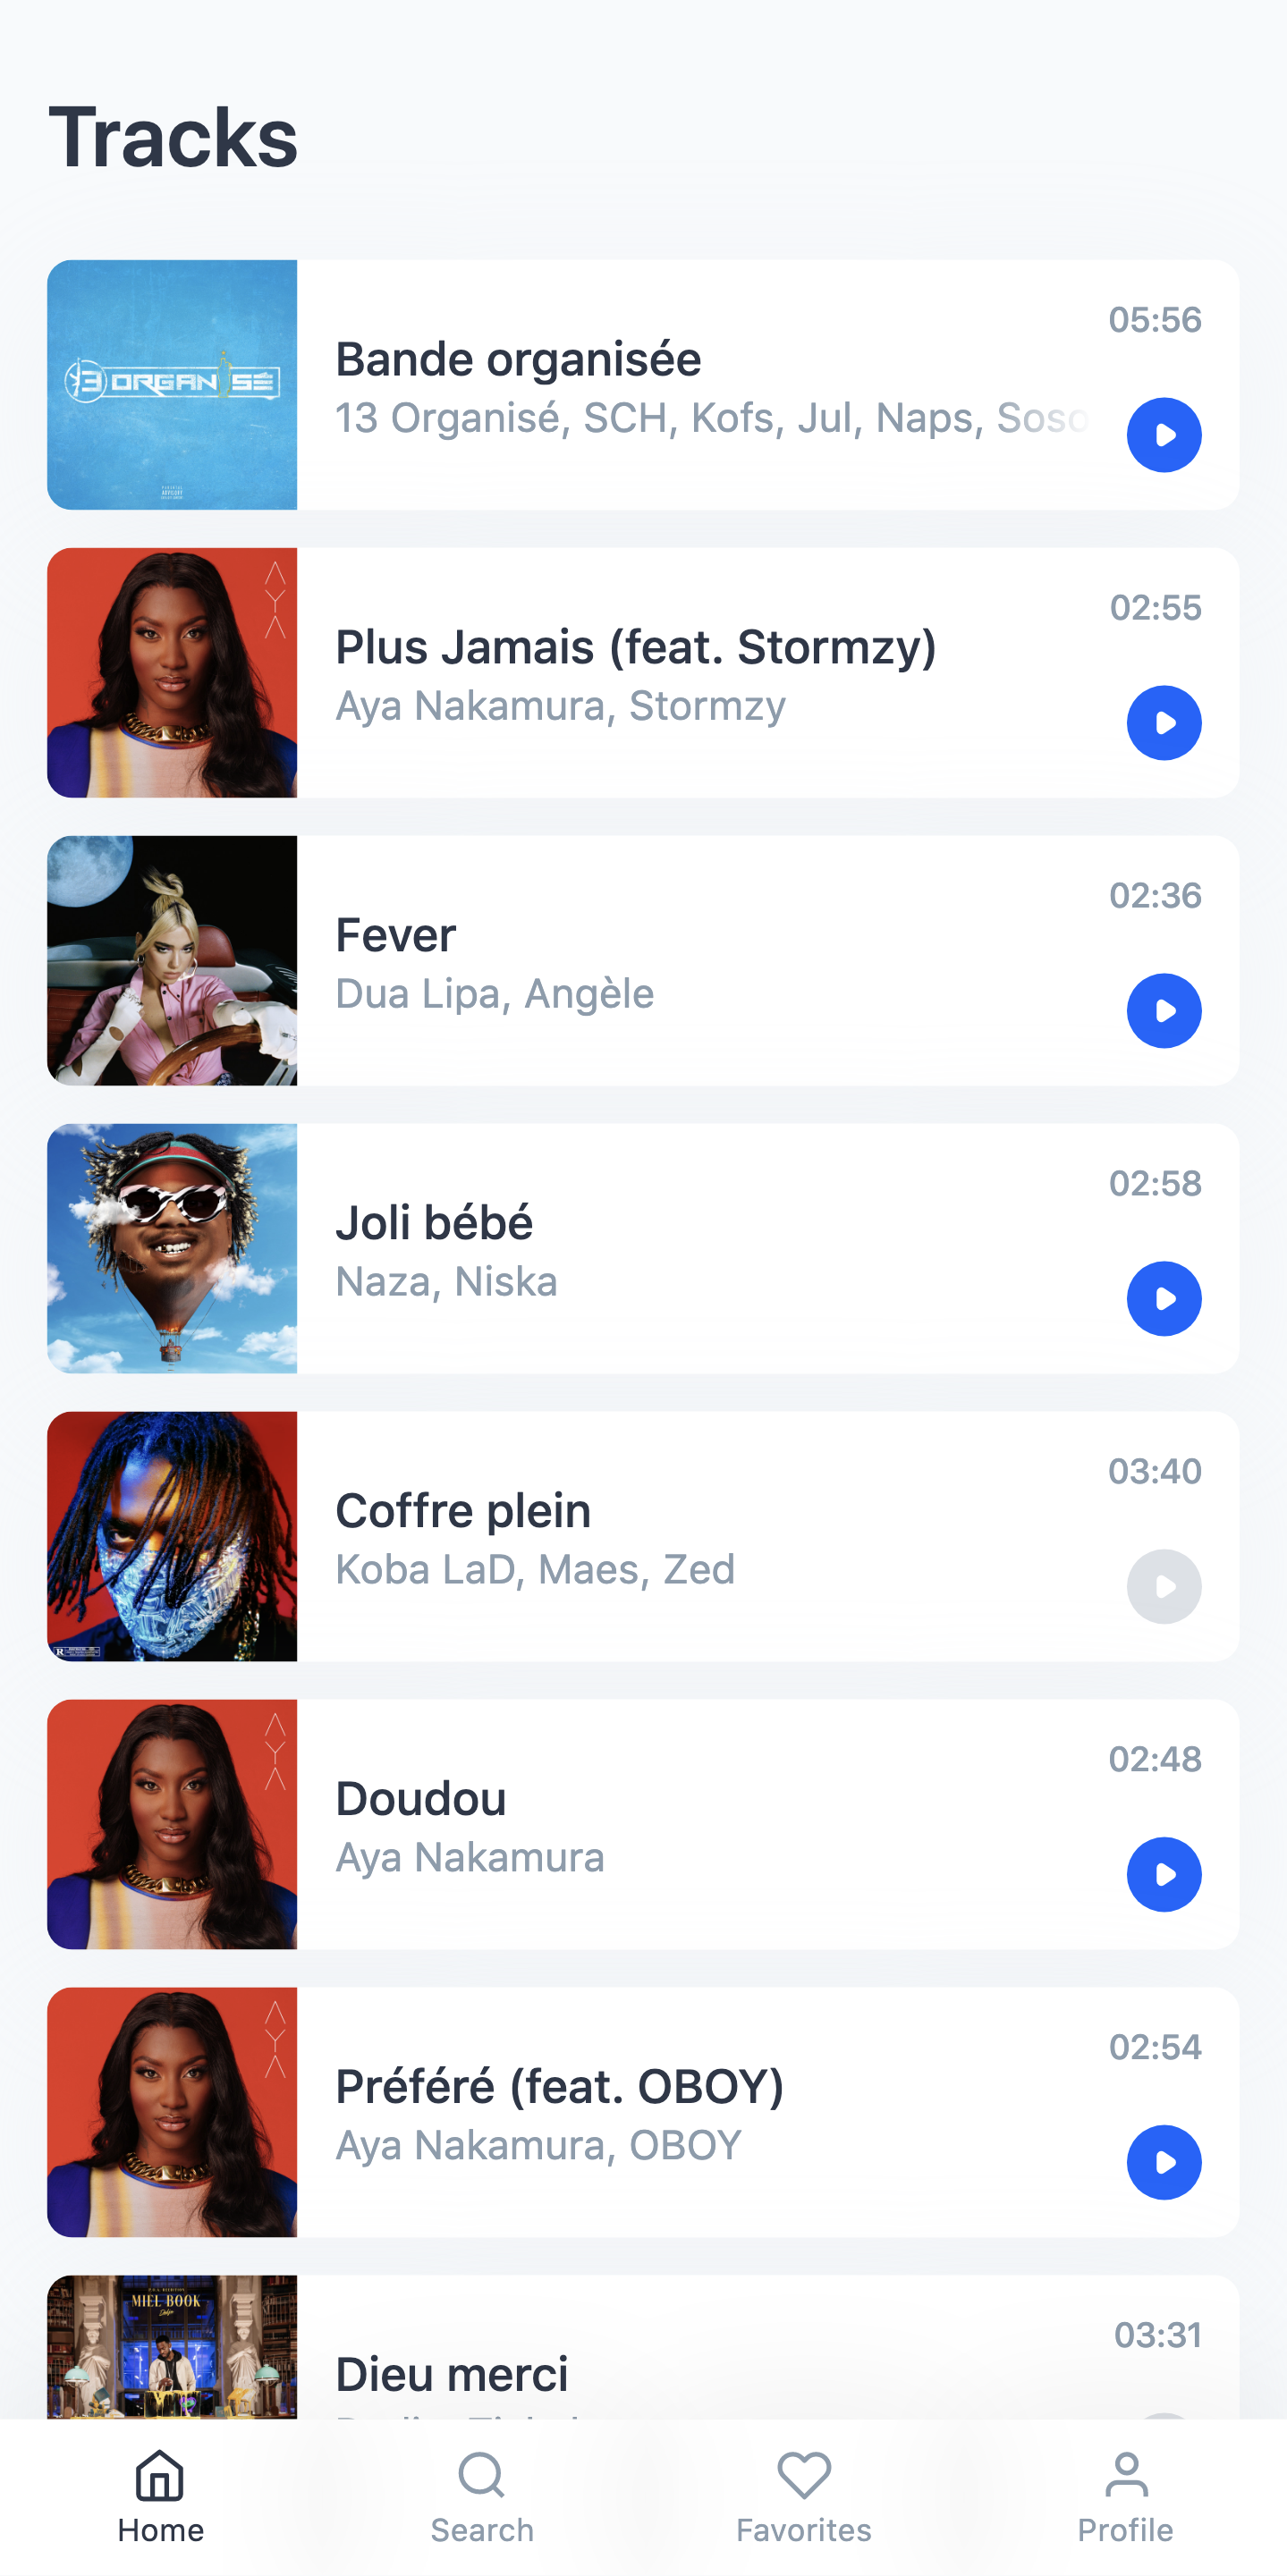 Tracks
05:56
Bande organisée
13 Organisé, SCH, Kofs, Jul, Naps, Soso
13 ORGANISÉ
02:55
Plus Jamais (feat. Stormzy)
Aya Nakamura, Stormzy
AYA
02:36
Fever
Dua Lipa, Angèle
02:58
Joli bébé
Naza, Niska
03:40
Coffre plein
Koba LaD, Maes, Zed
02:48
Doudou
Aya Nakamura
AYA
02:54
Préféré (feat. OBOY)
Aya Nakamura, OBOY
AYA
03:31
Dieu merci
MIEL BOOK
Home
Search
Favorites
Profile